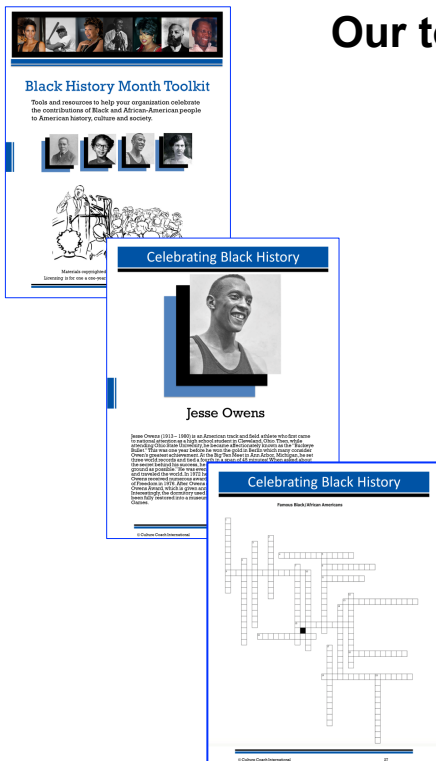 Our to
Black History Month Toolkit
Tools and resources to help your organization celebrate
the contributions of Black and African-American people
to American history, culture and society.
Materials copyrighted
Licensing is for one a one-year
Celebrating Black History
Jesse Owens
Jesse Owens (1913 – 1980) is an American track and field athlete who first came
to national attention as a high school student in Cleveland, Ohio. Then, while
attending Ohio State University, he became affectionately known as the "Buckeye
Bullet." This was one year before he won the gold in Berlin which many consider
Owen's greatest achievement. At the Big Ten Meet in Ann Arbor, Michigan, he set
three world records and tied a fourth in a span of 45 minutes! When asked about
the secret behind his success, he
ground as possible." He was even
and traveled the world. In 1972 he
Owens received numerous award
of Freedom in 1976. After Owens
Owens Award, which is given ann
Interestingly, the dormitory used
been fully restored into a museum
Games.
© Culture Coach International
Celebrating Black History
Famous Black/African Americans
© Culture Coach International
27